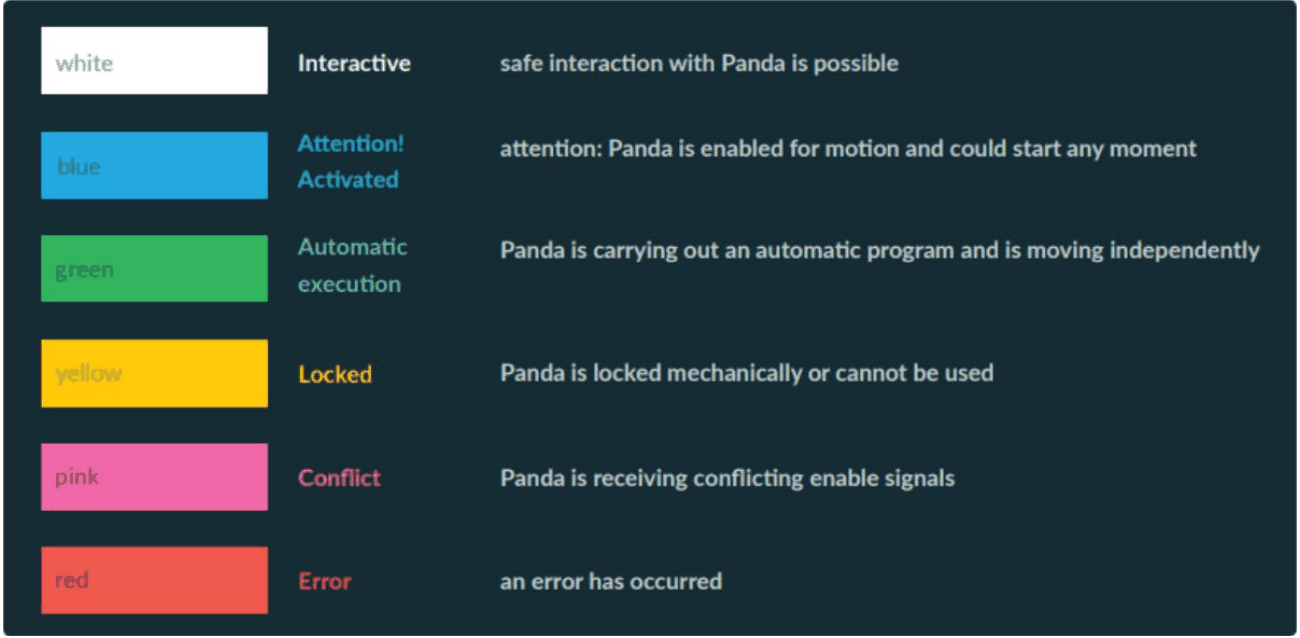 white Interactive safe interaction with Panda is possible
blue Attention! Activated attention: Panda is enabled for motion and could start any moment
green Automatic execution Panda is carrying out an automatic program and is moving independently
yellow Locked Panda is locked mechanically or cannot be used
pink Conflict Panda is receiving conflicting enable signals
red Error an error has occurred